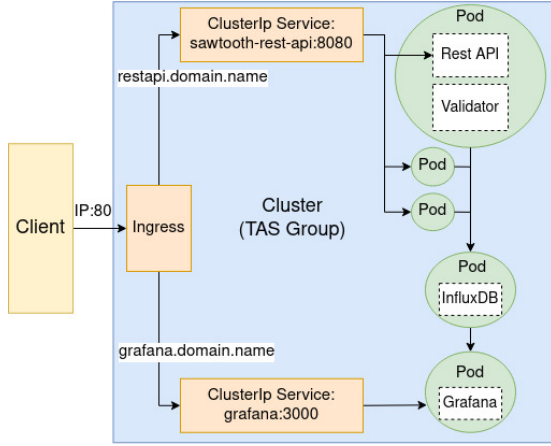 ClusterIp Service:
sawtooth-rest-api:8080
Pod
Rest API
Validator
restapi.domain.name
Client
IP:80
Ingress
Cluster
(TAS Group)
Pod
Pod
Pod
InfluxDB
grafana.domain.name
ClusterIp Service:
grafana:3000
Pod
Grafana